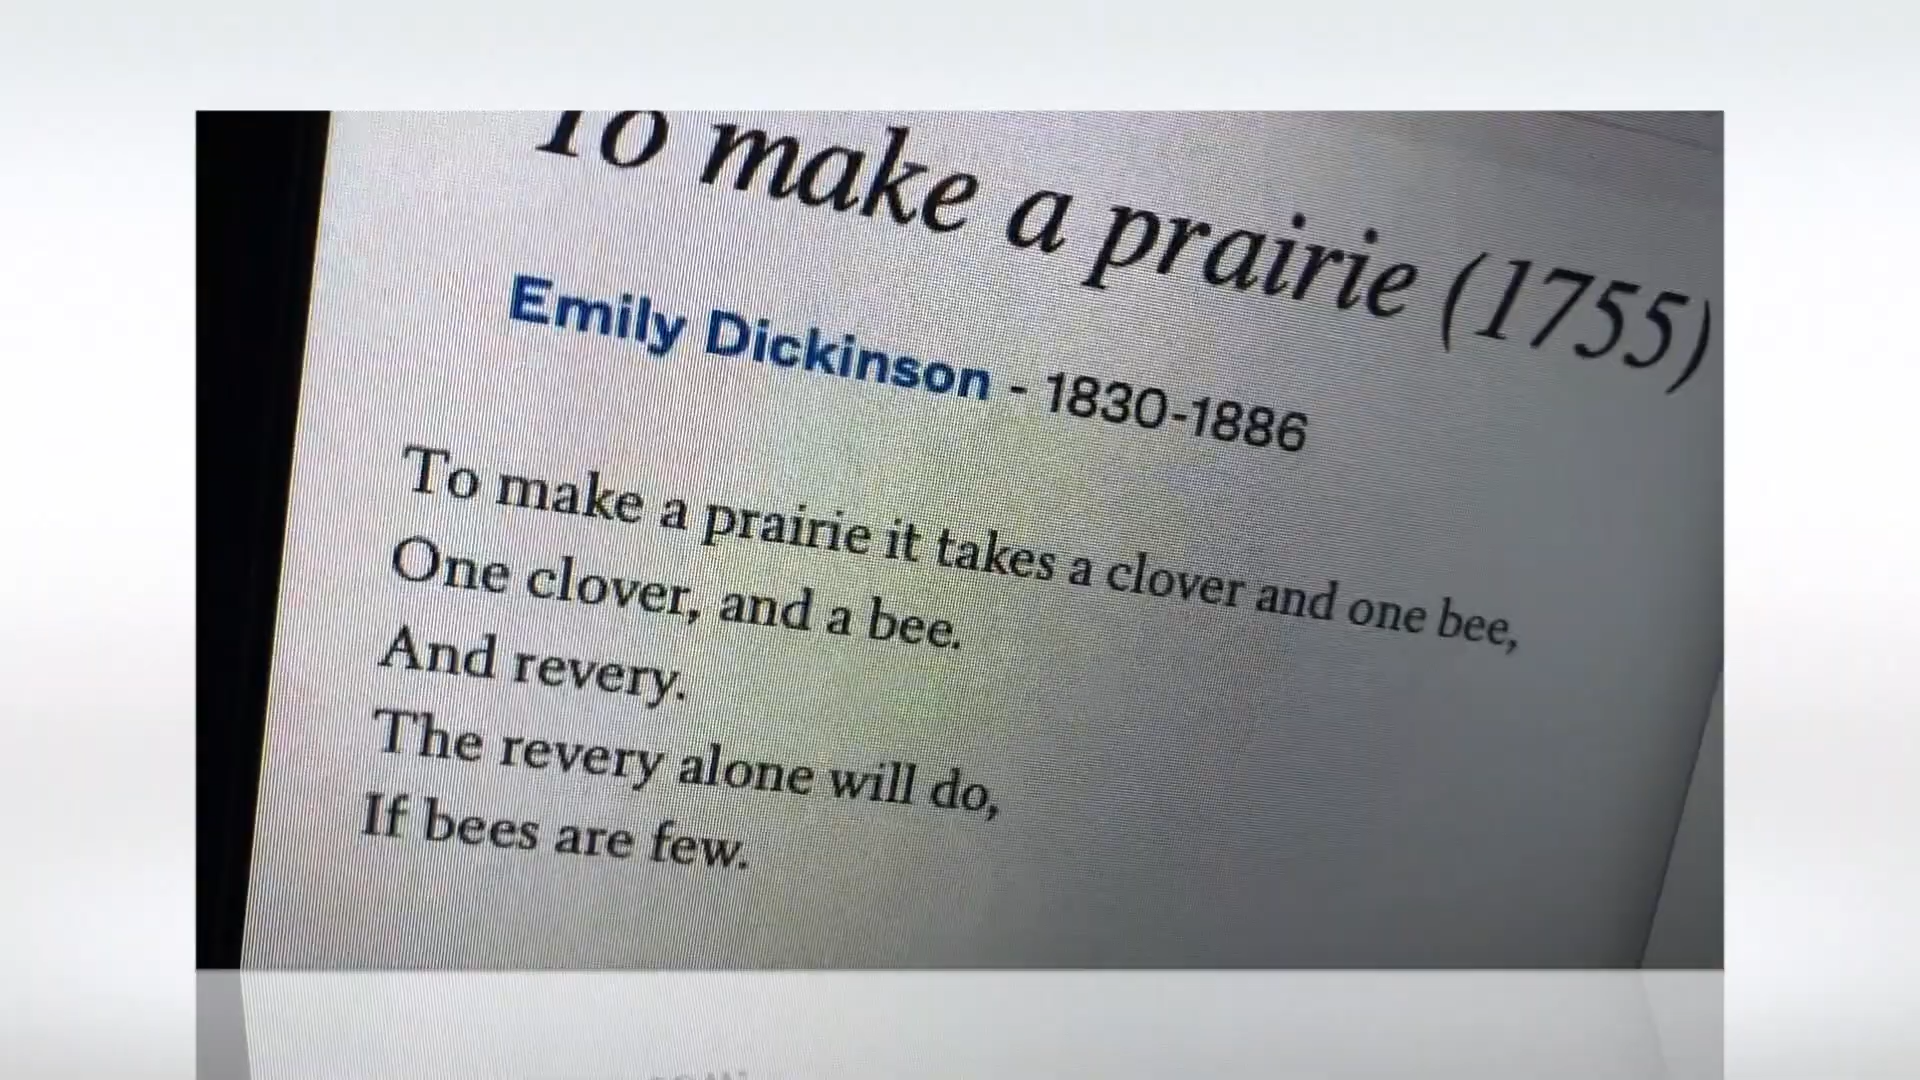 To make a prairie (1755)
Emily Dickinson - 1830-1886
To make a prairie it takes a clover and one bee,
One clover, and a bee.
And revery.
The revery alone will do,
If bees are few.